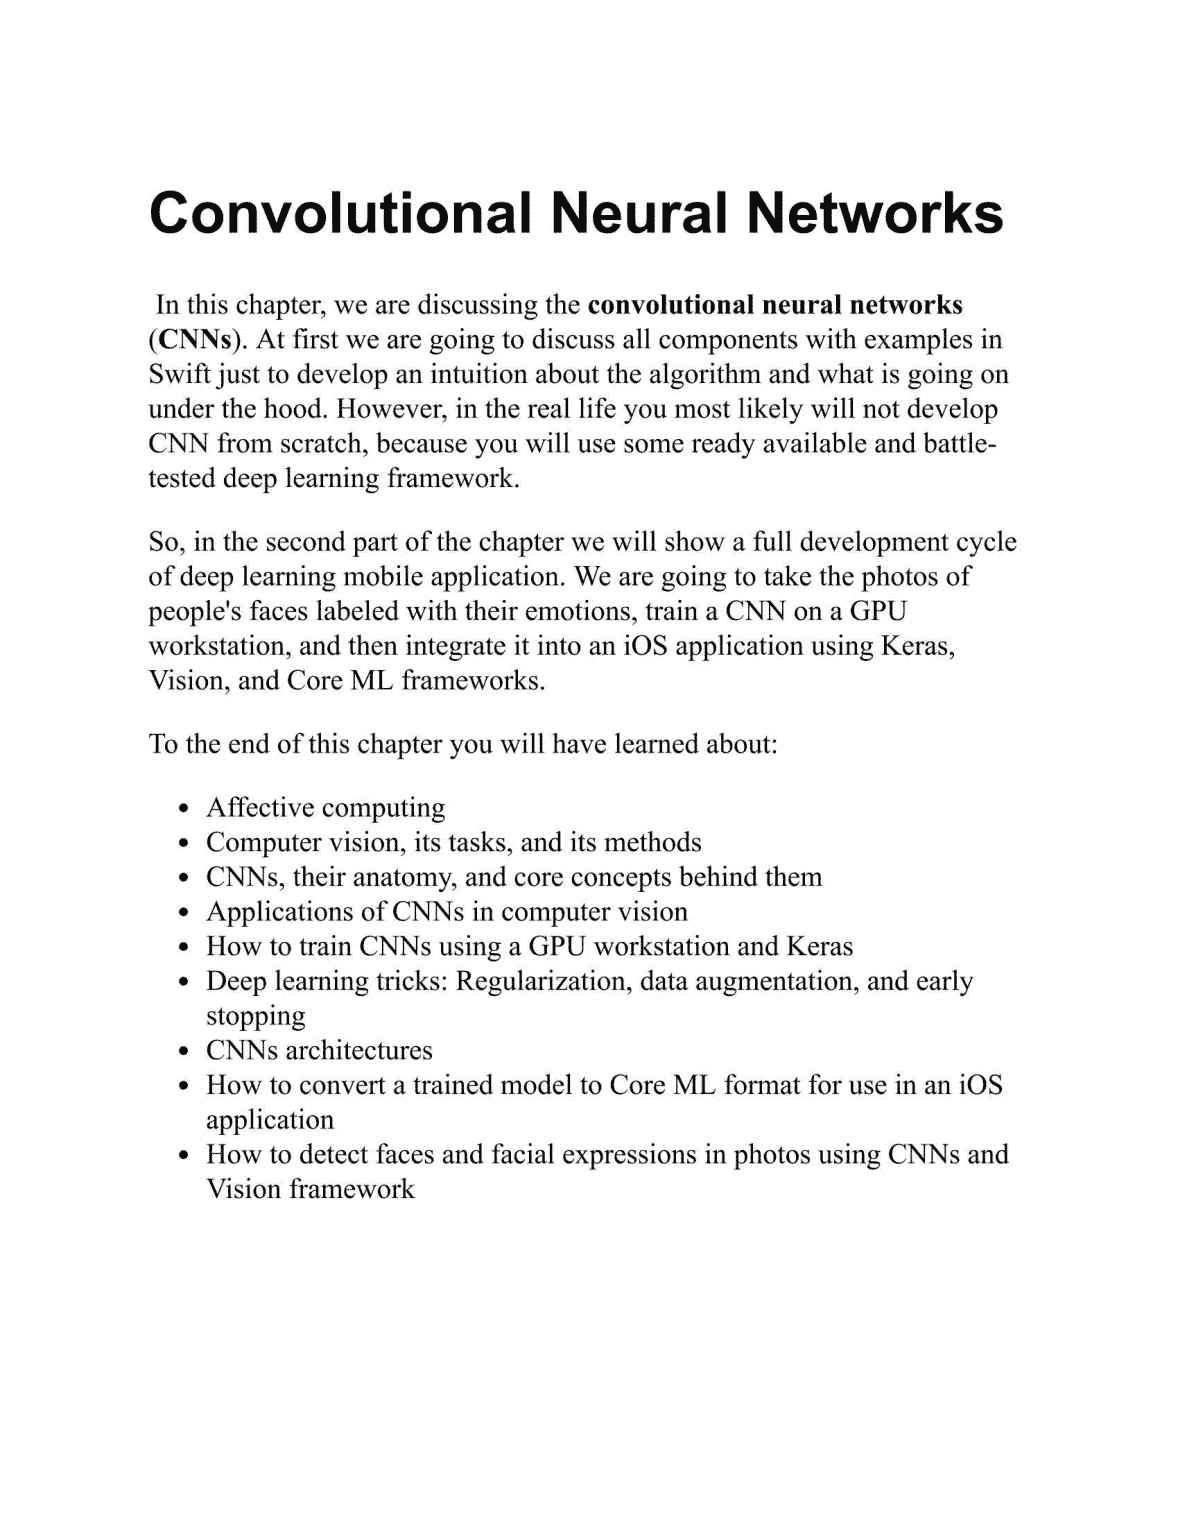 Convolutional Neural Networks
In this chapter, we are discussing the convolutional neural networks
(CNNs). At first we are going to discuss all components with examples in
Swift just to develop an intuition about the algorithm and what is going on
under the hood. However, in the real life you most likely will not develop
CNN from scratch, because you will use some ready available and battle-
tested deep learning framework.
So, in the second part of the chapter we will show a full development cycle
of deep learning mobile application. We are going to take the photos of
people's faces labeled with their emotions, train a CNN on a GPU
workstation, and then integrate it into an iOS application using Keras,
Vision, and Core ML frameworks.
To the end of this chapter you will have learned about:
• Affective computing
• Computer vision, its tasks, and its methods
• CNNs, their anatomy, and core concepts behind them
• Applications of CNNs in computer vision
• How to train CNNs using a GPU workstation and Keras
• Deep learning tricks: Regularization, data augmentation, and early
stopping
• CNNs architectures
• How to convert a trained model to Core ML format for use in an iOS
application
• How to detect faces and facial expressions in photos using CNNs and
Vision framework